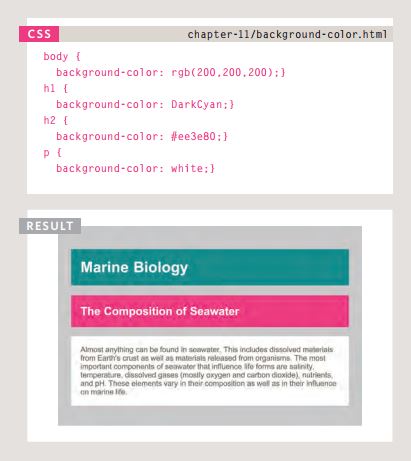 CSS
chapter-11/background-color.html
body {
background-color: rgb(200,200,200);}
h1 {
background-color: DarkCyan;}
h2 {
background-color: #ee3e80;}
p {
background-color: white;}
RESULT
Marine Biology
The Composition of Seawater
Almost anything can be found in seawater. This includes dissolved materials
from Earth's crust as well as materials released from organisms. The most
important components of seawater that influence life forms are salinity,
temperature, dissolved gases (mostly oxygen and carbon dioxide), nutrients,
and pH. These elements vary in their composition as well as in their influence
on marine life.